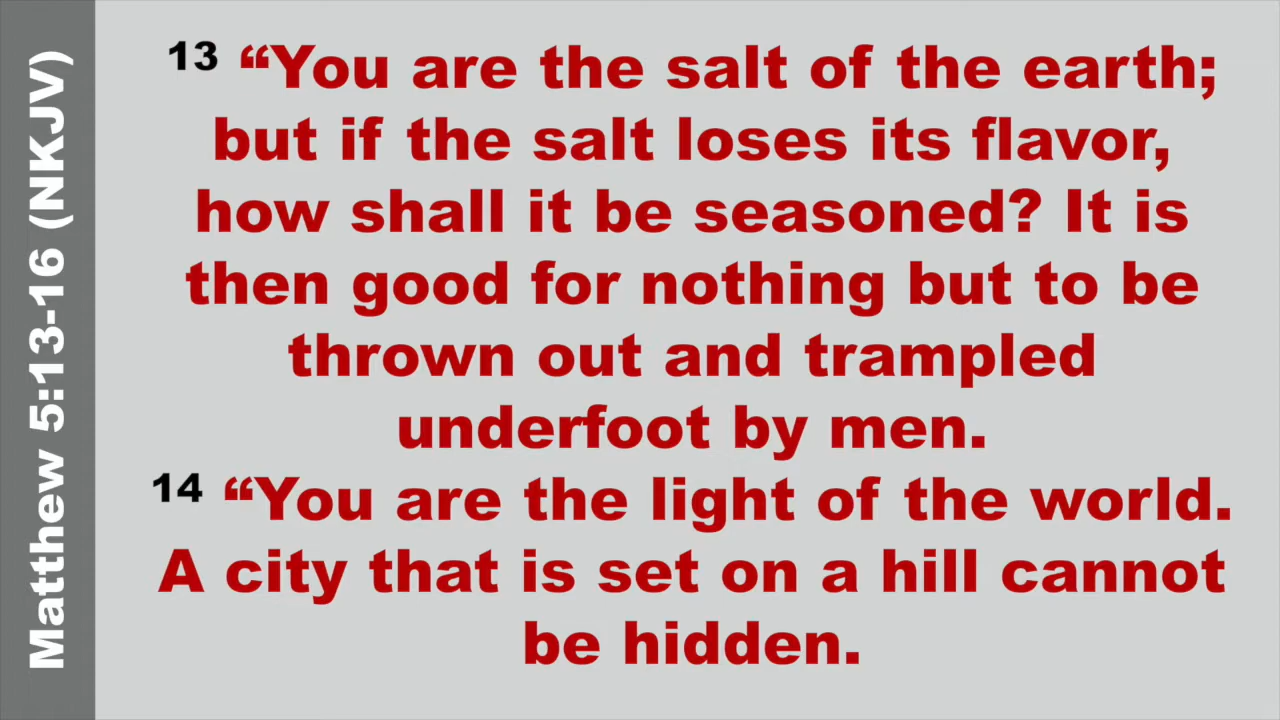 Matthew 5:13-16 (NKJV)
13 “You are the salt of the earth;
but if the salt loses its flavor,
how shall it be seasoned? It is
then good for nothing but to be
thrown out and trampled
underfoot by men.
14 “You are the light of the world.
A city that is set on a hill cannot
be hidden.